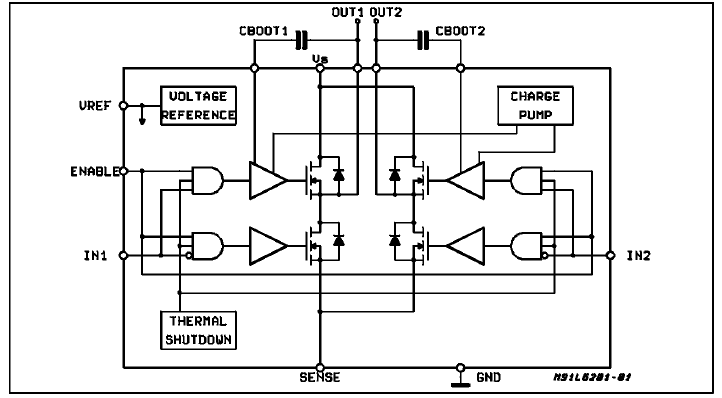 OUT1 OUT2
CBOOT1
CBOOT2
Vs
VREF
VOLTAGE
REFERENCE
CHARGE
PUMP
ENABLE
IN1
IN2
THERMAL
SHUTDOWN
SENSE
GND
M91L6201-01